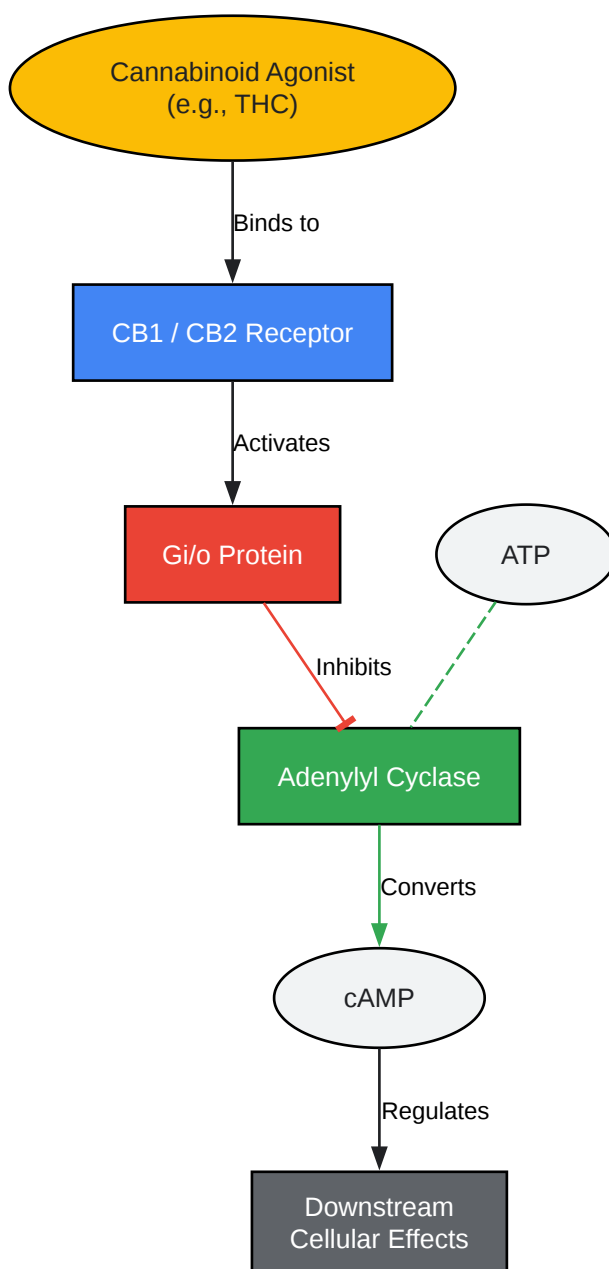 Cannabinoid Agonist
(e.g., THC)
Binds to
CB1 / CB2 Receptor
Activates
Gi/o Protein
ATP
Inhibits
Adenylyl Cyclase
Converts
cAMP
Regulates
Downstream
Cellular Effects